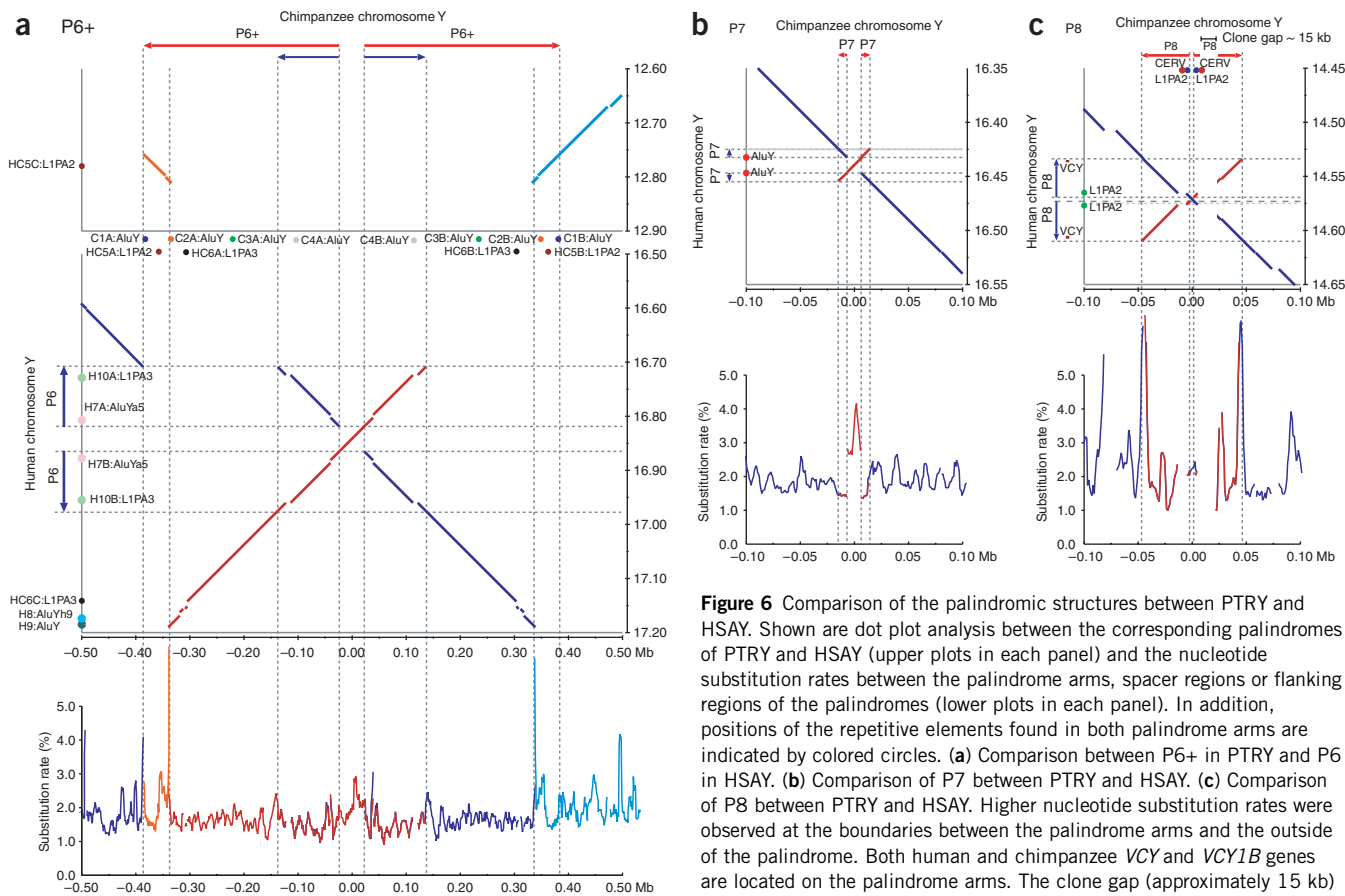 a
P6+
Chimpanzee chromosome Y
P6+
P6+
12.60
12.70
12.80
12.90
HC5C:L1PA2
C1A:AluY
C2A:AluY
C3A:AluY
C4A:AluY
C4B:AluY
C3B:AluY
C2B:AluY
C1B:AluY
HC5A:L1PA2
HC6A:L1PA3
HC6B:L1PA3
HC5B:L1PA2
16.50
16.60
16.70
16.80
16.90
17.00
17.10
17.20
Human chromosome Y
P6
P6
H10A:L1PA3
H7A:AluYa5
H7B:AluYa5
H10B:L1PA3
HC6C:L1PA3
H8:AluYh9
H9:AluY
−0.50 −0.40 −0.30 −0.20 −0.10 0.00 0.10 0.20 0.30 0.40 0.50 Mb
Substitution rate (%)
5.0
4.0
3.0
2.0
1.0
0.0
−0.50 −0.40 −0.30 −0.20 −0.10 0.00 0.10 0.20 0.30 0.40 0.50 Mb
b
P7
Chimpanzee chromosome Y
P7
P7
16.35
16.40
16.45
16.50
16.55
Human chromosome Y
P7
P7
AluY
AluY
−0.10 −0.05 0.00 0.05 0.10 Mb
Substitution rate (%)
5.0
4.0
3.0
2.0
1.0
0.0
−0.10 −0.05 0.00 0.05 0.10 Mb
c
P8
Chimpanzee chromosome Y
Clone gap ~ 15 kb
P8
P8
CERV
CERV
L1PA2
L1PA2
14.45
14.50
14.55
14.60
14.65
Human chromosome Y
P8
P8
VCY
L1PA2
L1PA2
VCY
−0.10 −0.05 0.00 0.05 0.10 Mb
Substitution rate (%)
5.0
4.0
3.0
2.0
1.0
0.0
−0.10 −0.05 0.00 0.05 0.10 Mb
Figure 6 Comparison of the palindromic structures between PTRY and
HSAY. Shown are dot plot analysis between the corresponding palindromes
of PTRY and HSAY (upper plots in each panel) and the nucleotide
substitution rates between the palindrome arms, spacer regions or flanking
regions of the palindromes (lower plots in each panel). In addition,
positions of the repetitive elements found in both palindrome arms are
indicated by colored circles. (a) Comparison between P6+ in PTRY and P6
in HSAY. (b) Comparison of P7 between PTRY and HSAY. (c) Comparison
of P8 between PTRY and HSAY. Higher nucleotide substitution rates were
observed at the boundaries between the palindrome arms and the outside
of the palindrome. Both human and chimpanzee VCY and VCY1B genes
are located on the palindrome arms. The clone gap (approximately 15 kb)